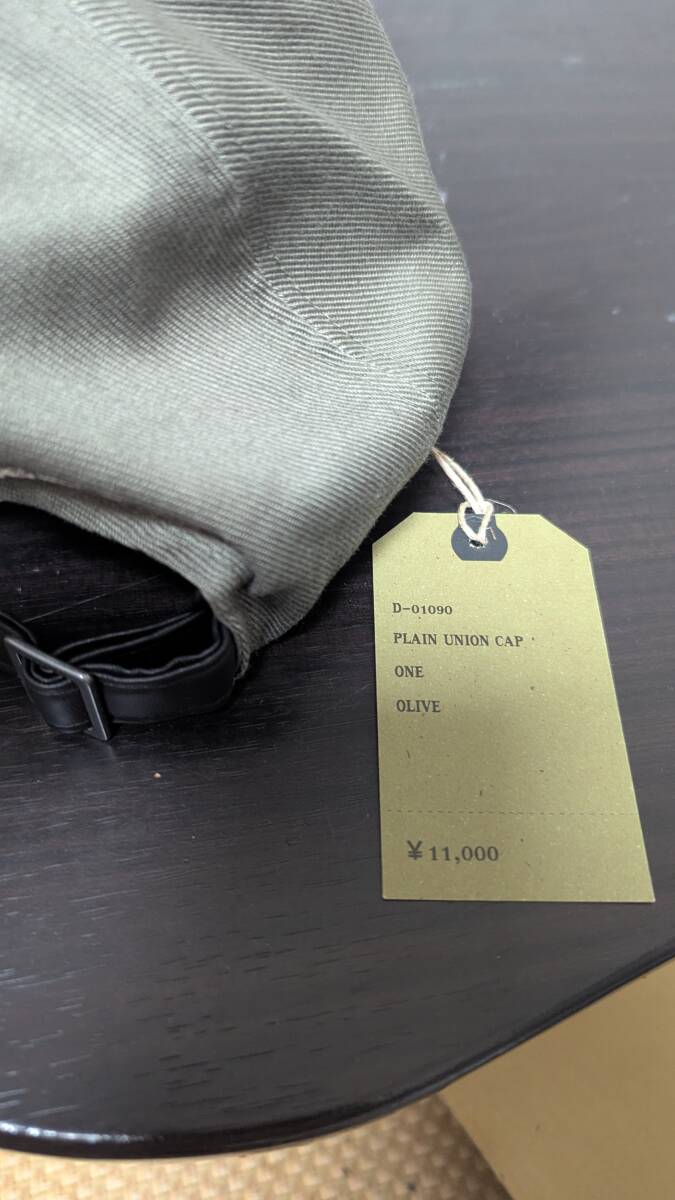 D-01090
PLAIN UNION CAP
ONE
OLIVE
¥11,000